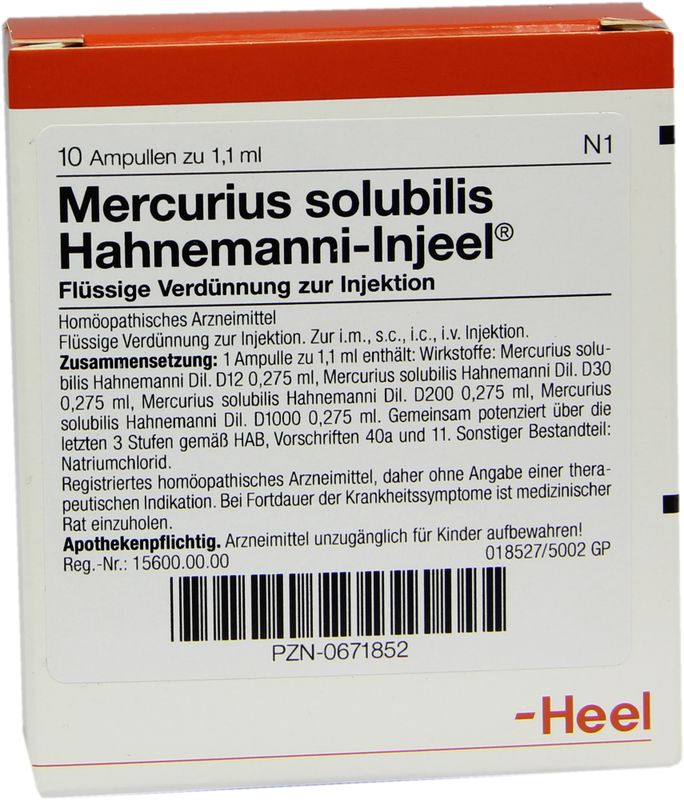 10 Ampullen zu 1,1 ml N1
Mercurius solubilis
Hahnemanni-Injeel®
Flüssige Verdünnung zur Injektion
Homöopathisches Arzneimittel
Flüssige Verdünnung zur Injektion. Zur i.m., s.c., i.c., i.v. Injektion.
Zusammensetzung: 1 Ampulle zu 1,1 ml enthält: Wirkstoffe: Mercurius solu-
bilis Hahnemanni Dil. D12 0,275 ml, Mercurius solubilis Hahnemanni Dil. D30
0,275 ml, Mercurius solubilis Hahnemanni Dil. D200 0,275 ml, Mercurius
solubilis Hahnemanni Dil. D1000 0,275 ml. Gemeinsam potenziert über die
letzten 3 Stufen gemäß HAB, Vorschriften 40a und 11. Sonstiger Bestandteil:
Natriumchlorid.
Registriertes homöopathisches Arzneimittel, daher ohne Angabe einer thera-
peutischen Indikation. Bei Fortdauer der Krankheitssymptome ist medizinischer
Rat einzuholen.
Apothekenpflichtig. Arzneimittel unzugänglich für Kinder aufbewahren!
Reg.-Nr.: 15600.00.00 018527/5002 GP
PZN-0671852
-Heel